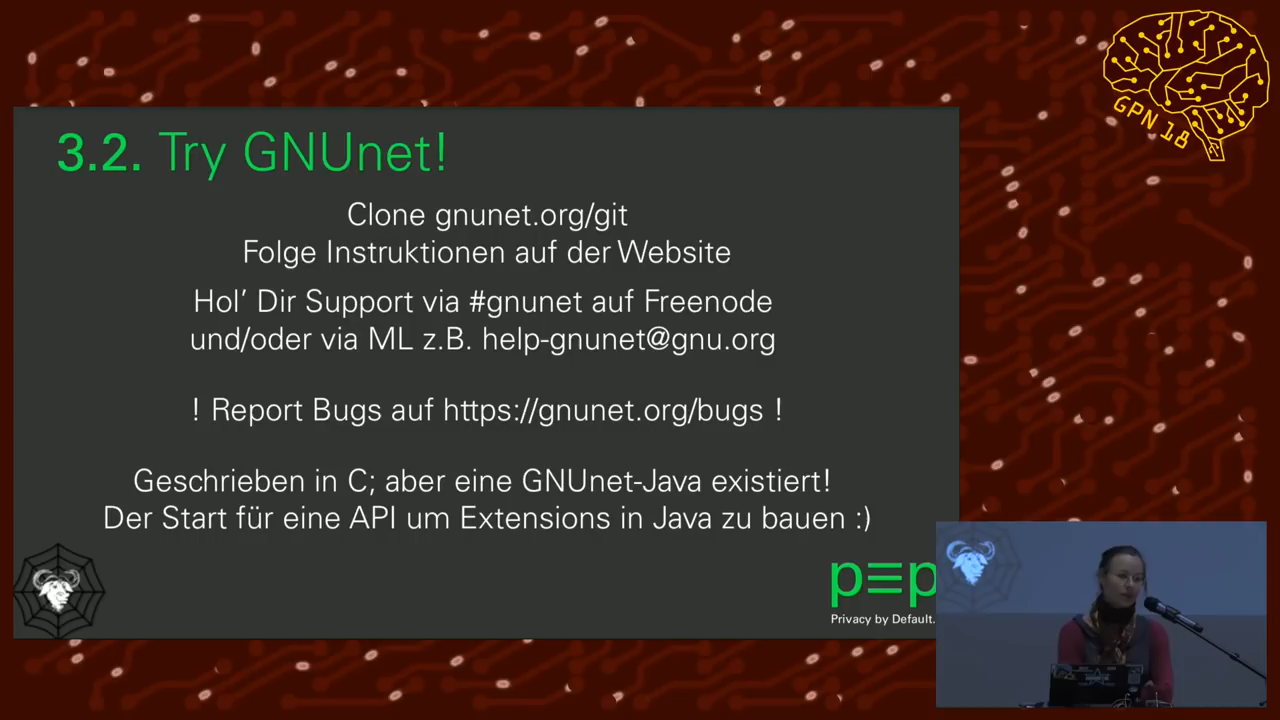 GPN 18
3.2. Try GNUnet!
Clone gnunet.org/git
Folge Instruktionen auf der Website
Hol’ Dir Support via #gnunet auf Freenode
und/oder via ML z.B. help-gnunet@gnu.org
! Report Bugs auf https://gnunet.org/bugs !
Geschrieben in C; aber eine GNUnet-Java existiert!
Der Start für eine API um Extensions in Java zu bauen :)
p≡p
Privacy by Default.